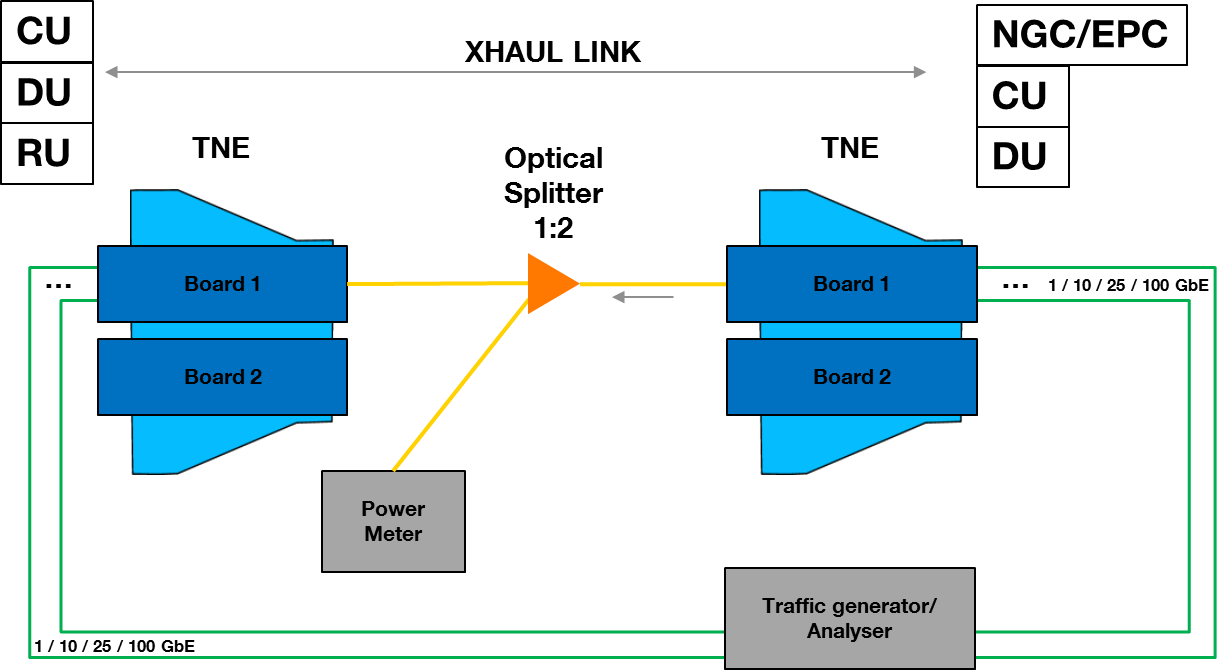 CU
DU
RU
XHAUL LINK
NGC/EPC
CU
DU
TNE
Optical
Splitter
1:2
TNE
... Board 1
Board 1
... 1 / 10 / 25 / 100 GbE
Board 2
Board 2
Power
Meter
Traffic generator/
Analyser
1 / 10 / 25 / 100 GbE